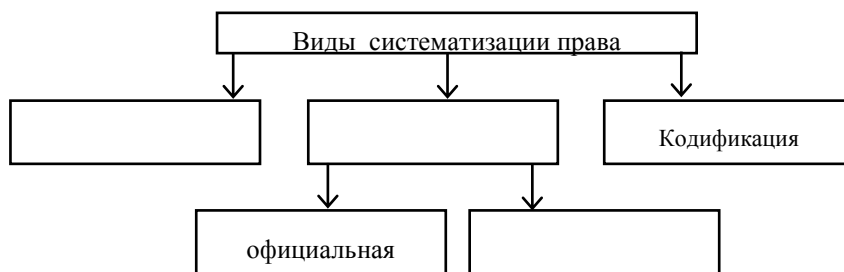 Виды систематизации права
Кодификация
официальная